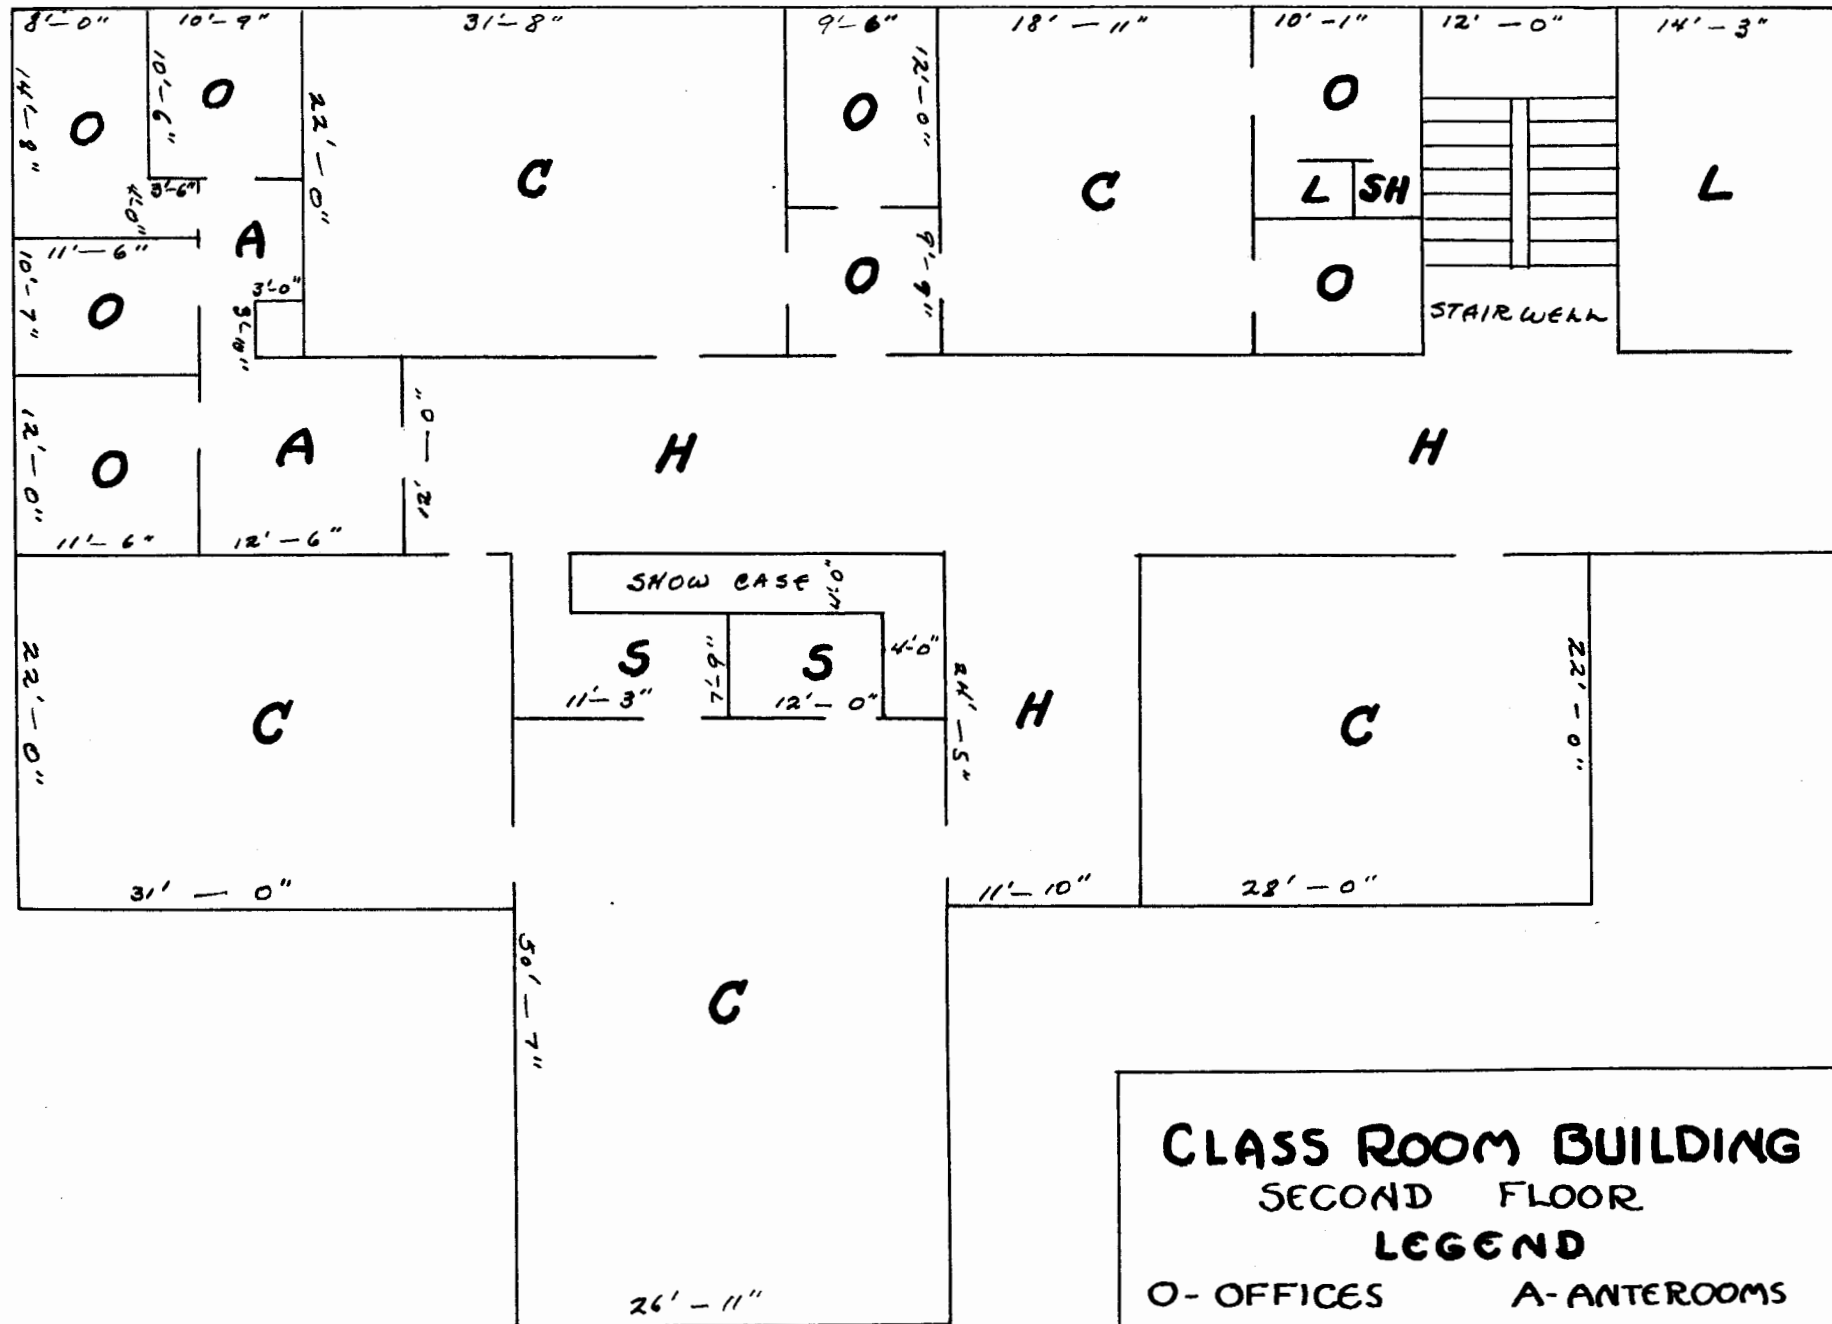 8'-0" 10'-9" 31'-8" 9'-6" 18'-11" 10'-1" 12'-0" 14'-3"
14'-8" 10'-6" 22'-0" 12'-0"
O O C O C O L
L SH
3'-6" 4'-0"
A
11'-6" 9'-9"
10'-7" O 3'-0" O O
STAIRWELL
12'-0" O A 12'-0" H H
11'-6" 12'-6"
SHOW CASE 4'-0"
22'-0" S 7'-9" S 4'-0" 24'-5" 22'-0"
11'-3" 12'-0"
C H C
31'-0" 11'-10" 28'-0"
50'-7"
C
26'-11"
CLASS ROOM BUILDING
SECOND FLOOR
LEGEND
O- OFFICES A- ANTEROOMS